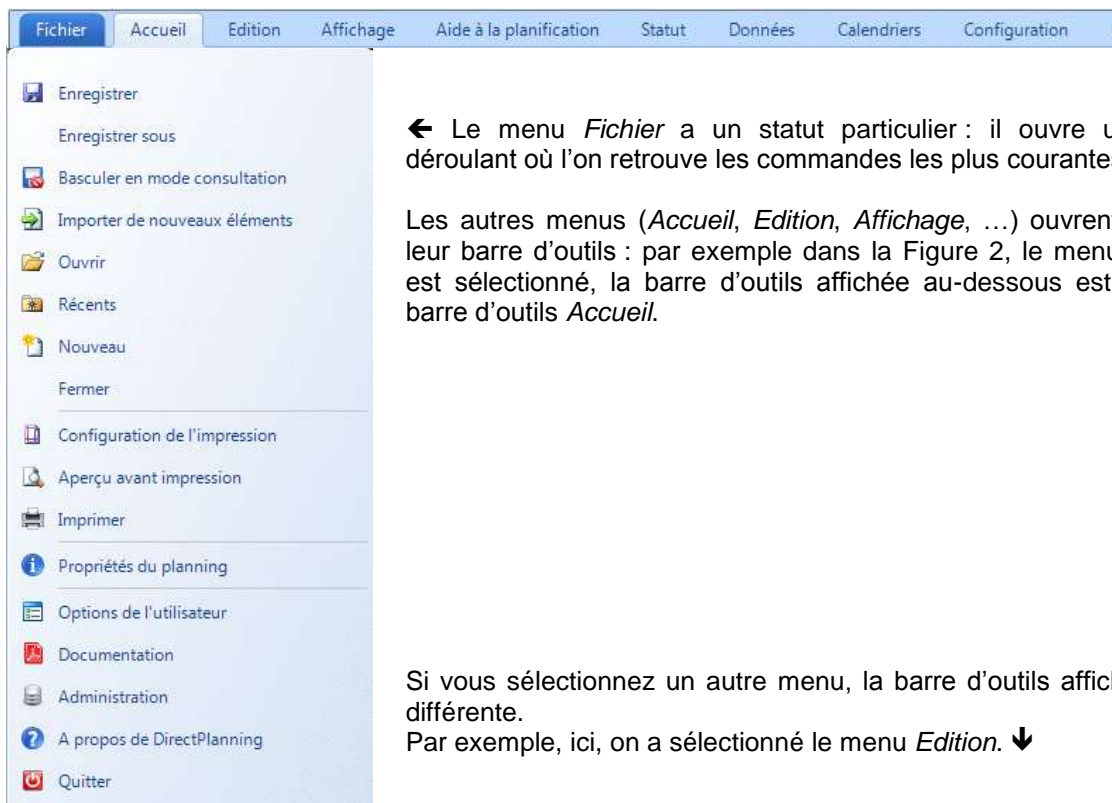 Fichier Accueil Edition Affichage Aide à la planification Statut Données Calendriers Configuration
Enregistrer
Enregistrer sous
Basculer en mode consultation
Importer de nouveaux éléments
Ouvrir
Récents
Nouveau
Fermer
Configuration de l'impression
Aperçu avant impression
Imprimer
Propriétés du planning
Options de l'utilisateur
Documentation
Administration
A propos de DirectPlanning
Quitter
← Le menu Fichier a un statut particulier : il ouvre
déroulant où l’on retrouve les commandes les plus
Les autres menus (Accueil, Edition, Affichage, …)
leur barre d’outils : par exemple dans la Figure 2, le
est sélectionné, la barre d’outils affichée au-dessous est
barre d’outils Accueil.
Si vous sélectionnez un autre menu, la barre d’outils
différente.
Par exemple, ici, on a sélectionné le menu Edition. ↓